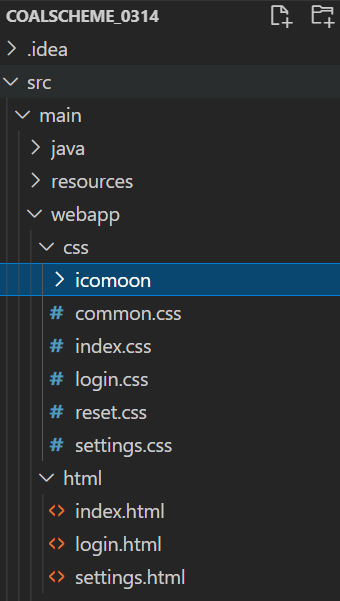 COALSCHEME_0314
.idea
src
main
java
resources
webapp
css
icomoon
common.css
index.css
login.css
reset.css
settings.css
html
index.html
login.html
settings.html